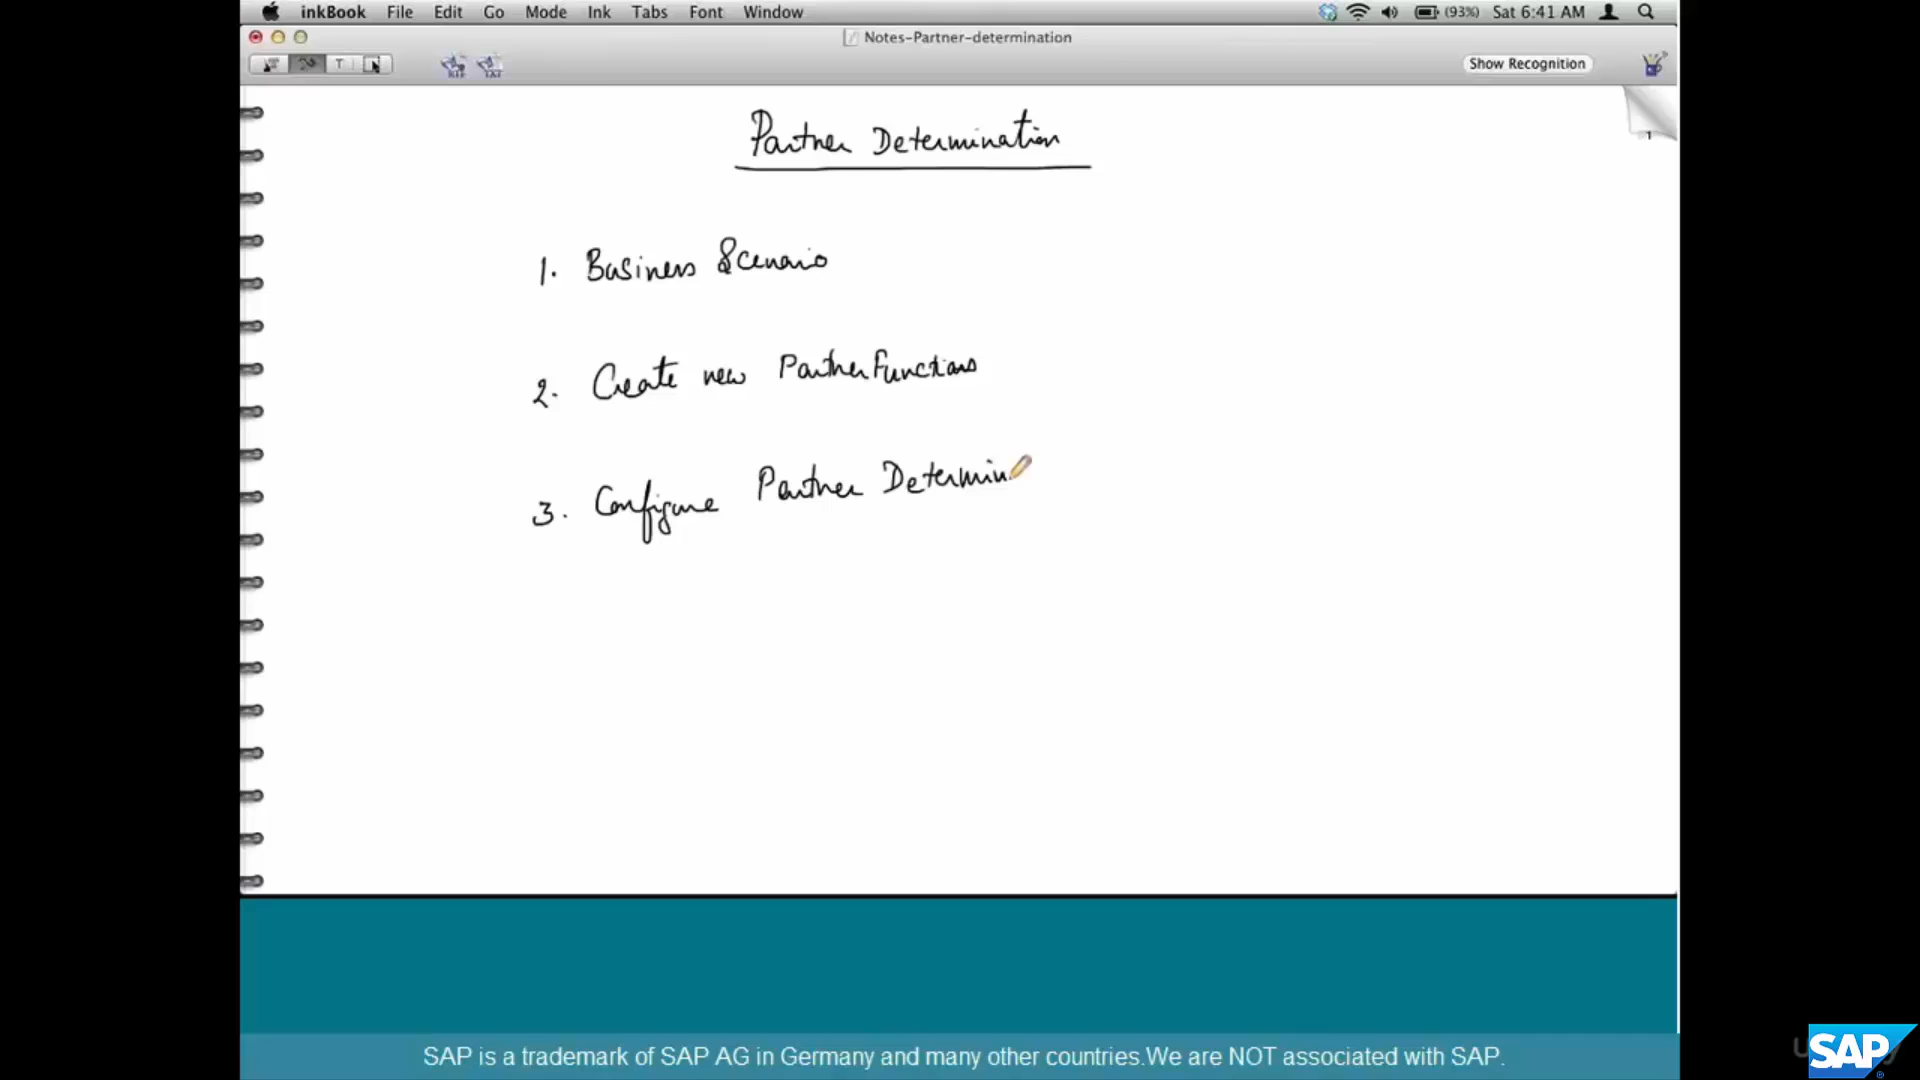 inkBook File Edit Go Mode Ink Tabs Font Window (93%) Sat 6:41 AM
Notes-Partner-determination
T Show Recognition
1
Partner Determination
1. Business Scenario
2. Create new Partner Functions
3. Configure Partner Determin
SAP is a trademark of SAP AG in Germany and many other countries.We are NOT associated with SAP.
SAP